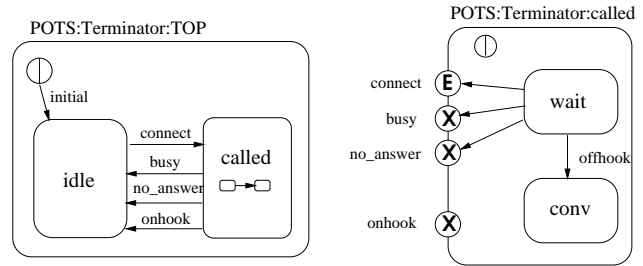 POTS:Terminator:TOP
initial
idle
connect
busy
no_answer
onhook
called
POTS:Terminator:called
connect
E
busy
X
no_answer
X
onhook
X
wait
offhook
conv